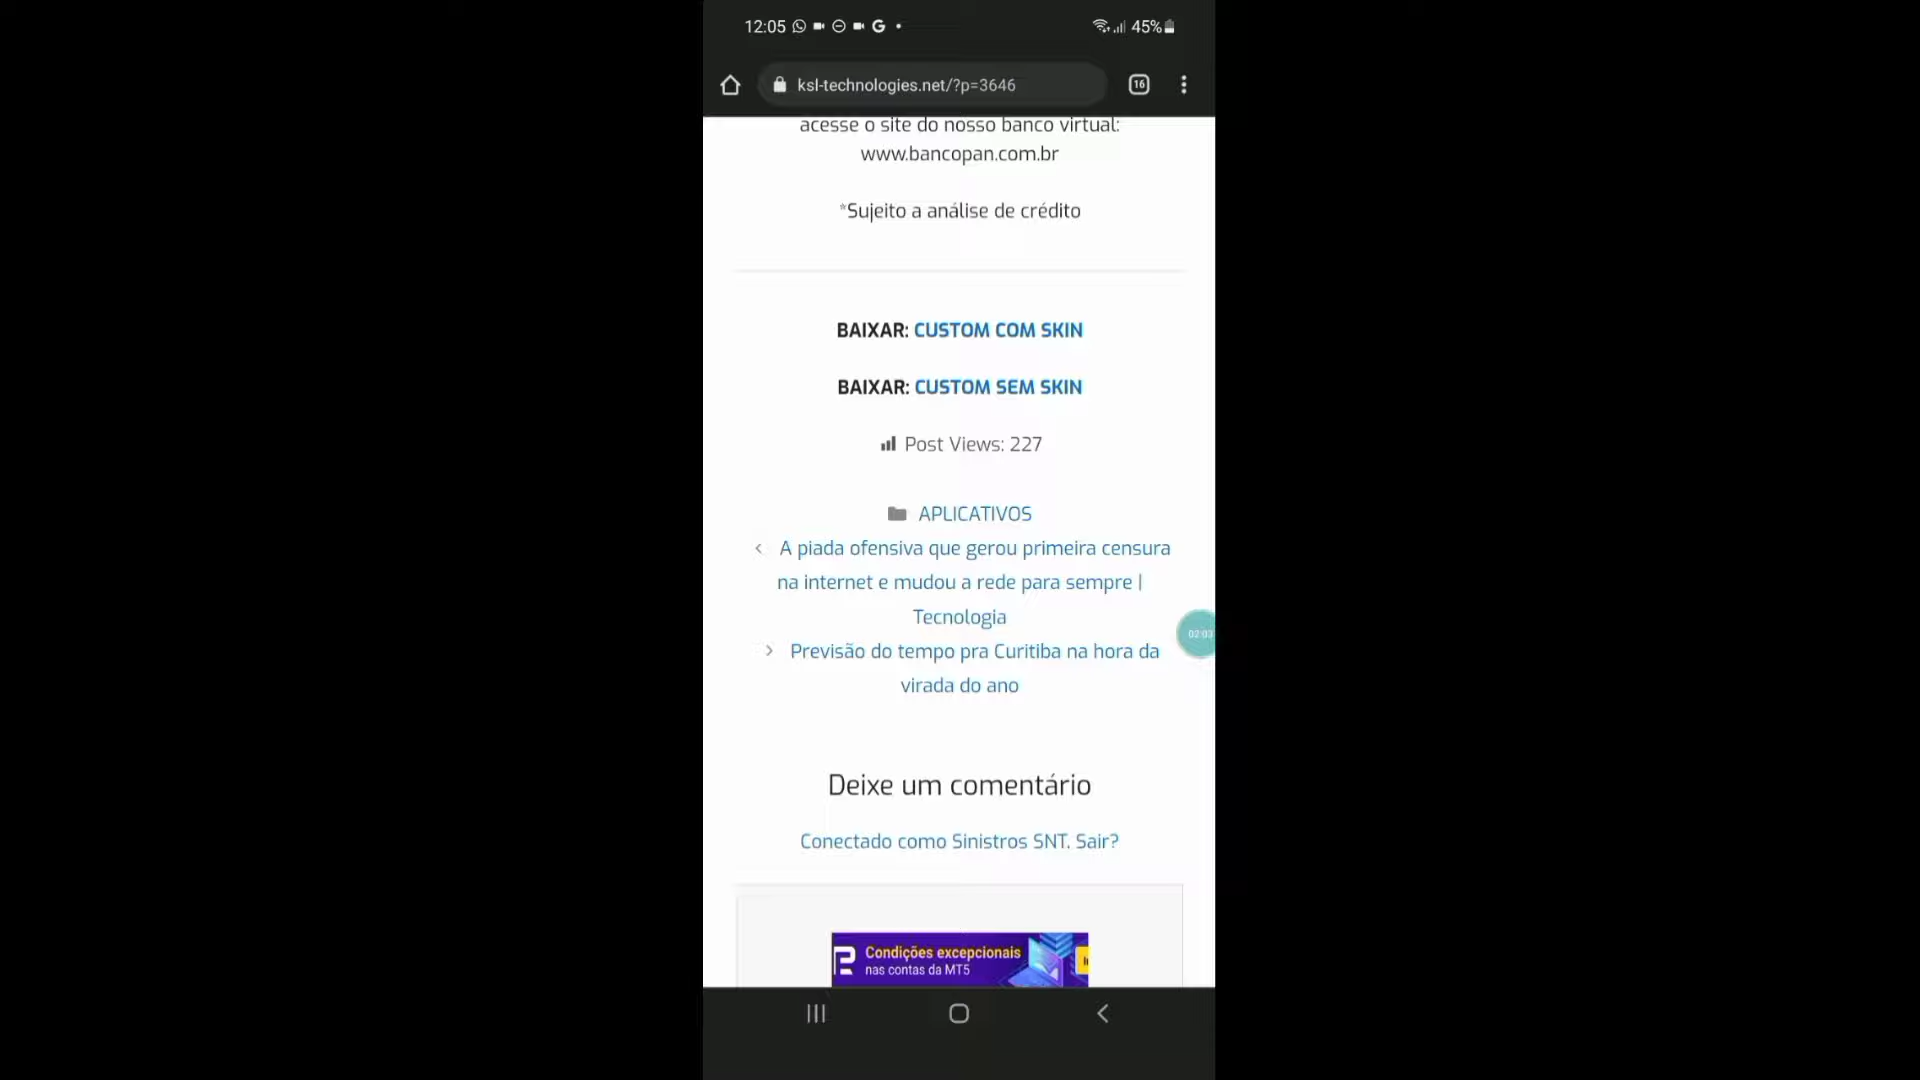 12:05 45%
ksl-technologies.net/?p=3646 16
acesse o site do nosso banco virtual:
www.bancopan.com.br
*Sujeito a análise de crédito
BAIXAR: CUSTOM COM SKIN
BAIXAR: CUSTOM SEM SKIN
Post Views: 227
APLICATIVOS
A piada ofensiva que gerou primeira censura
na internet e mudou a rede para sempre |
Tecnologia
02:03
Previsão do tempo pra Curitiba na hora da
virada do ano
Deixe um comentário
Conectado como Sinistros SNT. Sair?
Condições excepcionais
nas contas da MT5